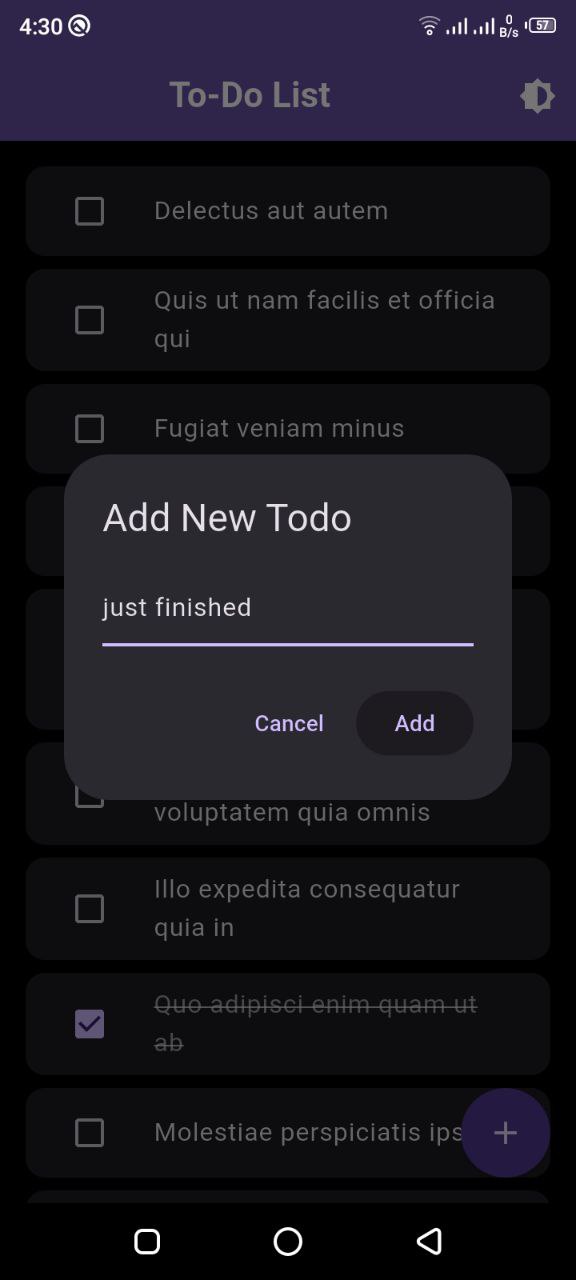 4:30
0
B/s
57
To-Do List
Delectus aut autem
Quis ut nam facilis et officia
qui
Fugiat veniam minus
Add New Todo
just finished
Cancel
Add
voluptatem quia omnis
Illo expedita consequatur
quia in
Quo adipisci enim quam ut
ab
Molestiae perspiciatis ips